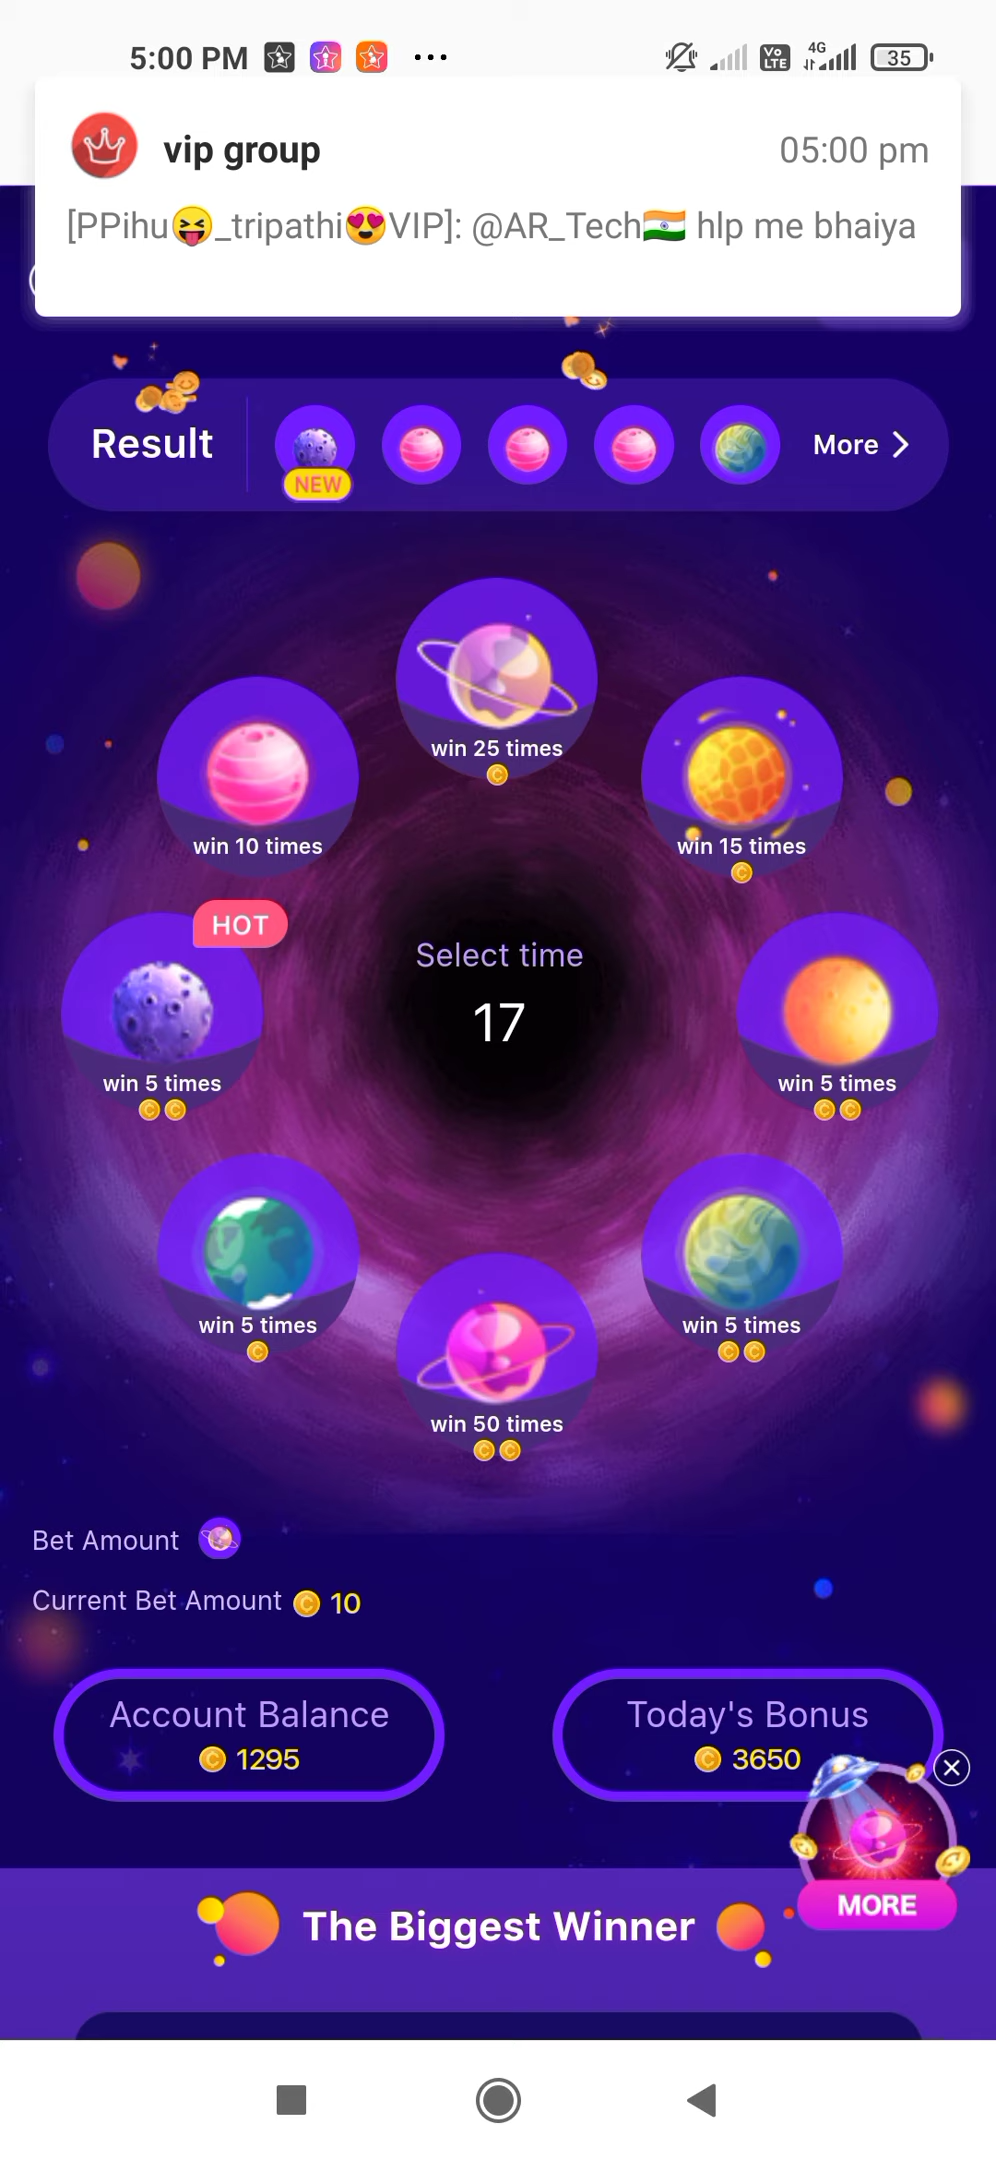 5:00 PM
Vo LTE 4G 35
vip group 05:00 pm
[PPihu😝_tripathi😍VIP]: @AR_Tech🇮🇳 hlp me bhaiya
Result NEW More
win 25 times
win 10 times
win 15 times
HOT
Select time
17
win 5 times
win 5 times
win 5 times
win 5 times
win 50 times
Bet Amount
Current Bet Amount 10
Account Balance
1295
Today's Bonus
3650
MORE
The Biggest Winner